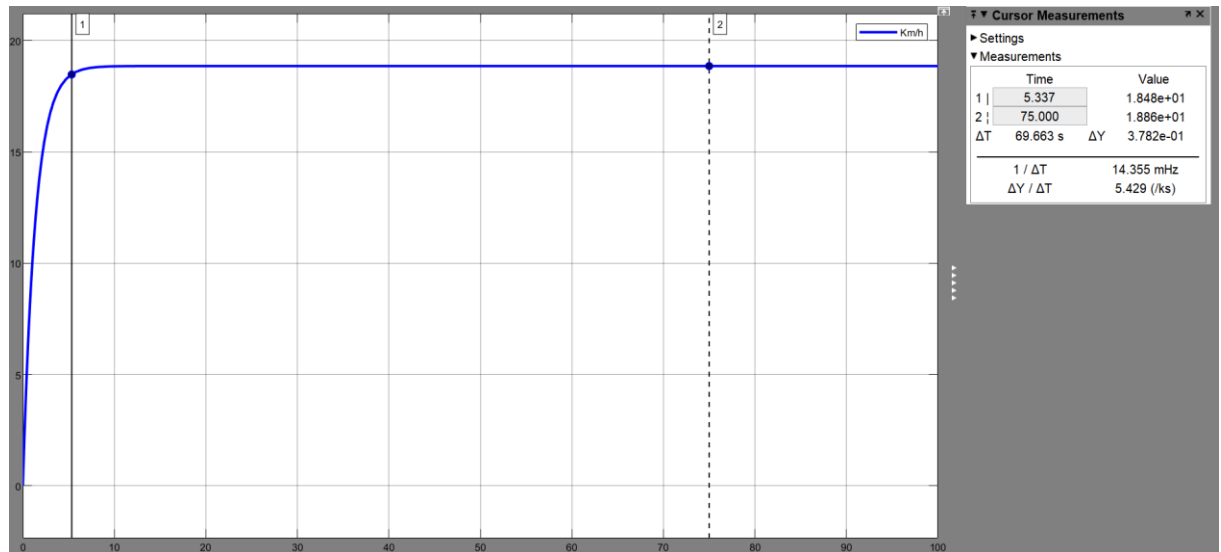 1
2
Km/h
20
15
10
5
0
0 10 20 30 40 50 60 70 80 90 100
Cursor Measurements
Settings
Measurements
Time Value
1 | 5.337 1.848e+01
2 ¦ 75.000 1.886e+01
ΔT 69.663 s ΔY 3.782e-01
1 / ΔT 14.355 mHz
ΔY / ΔT 5.429 (/ks)